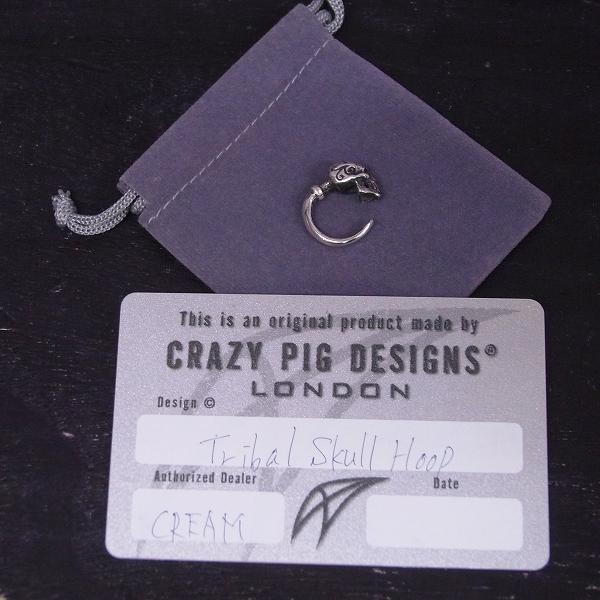 This is an original product made by
CRAZY PIG DESIGNS®
LONDON
Design ©
Tribal Skull Hoop
Authorized Dealer
Date
CREAM